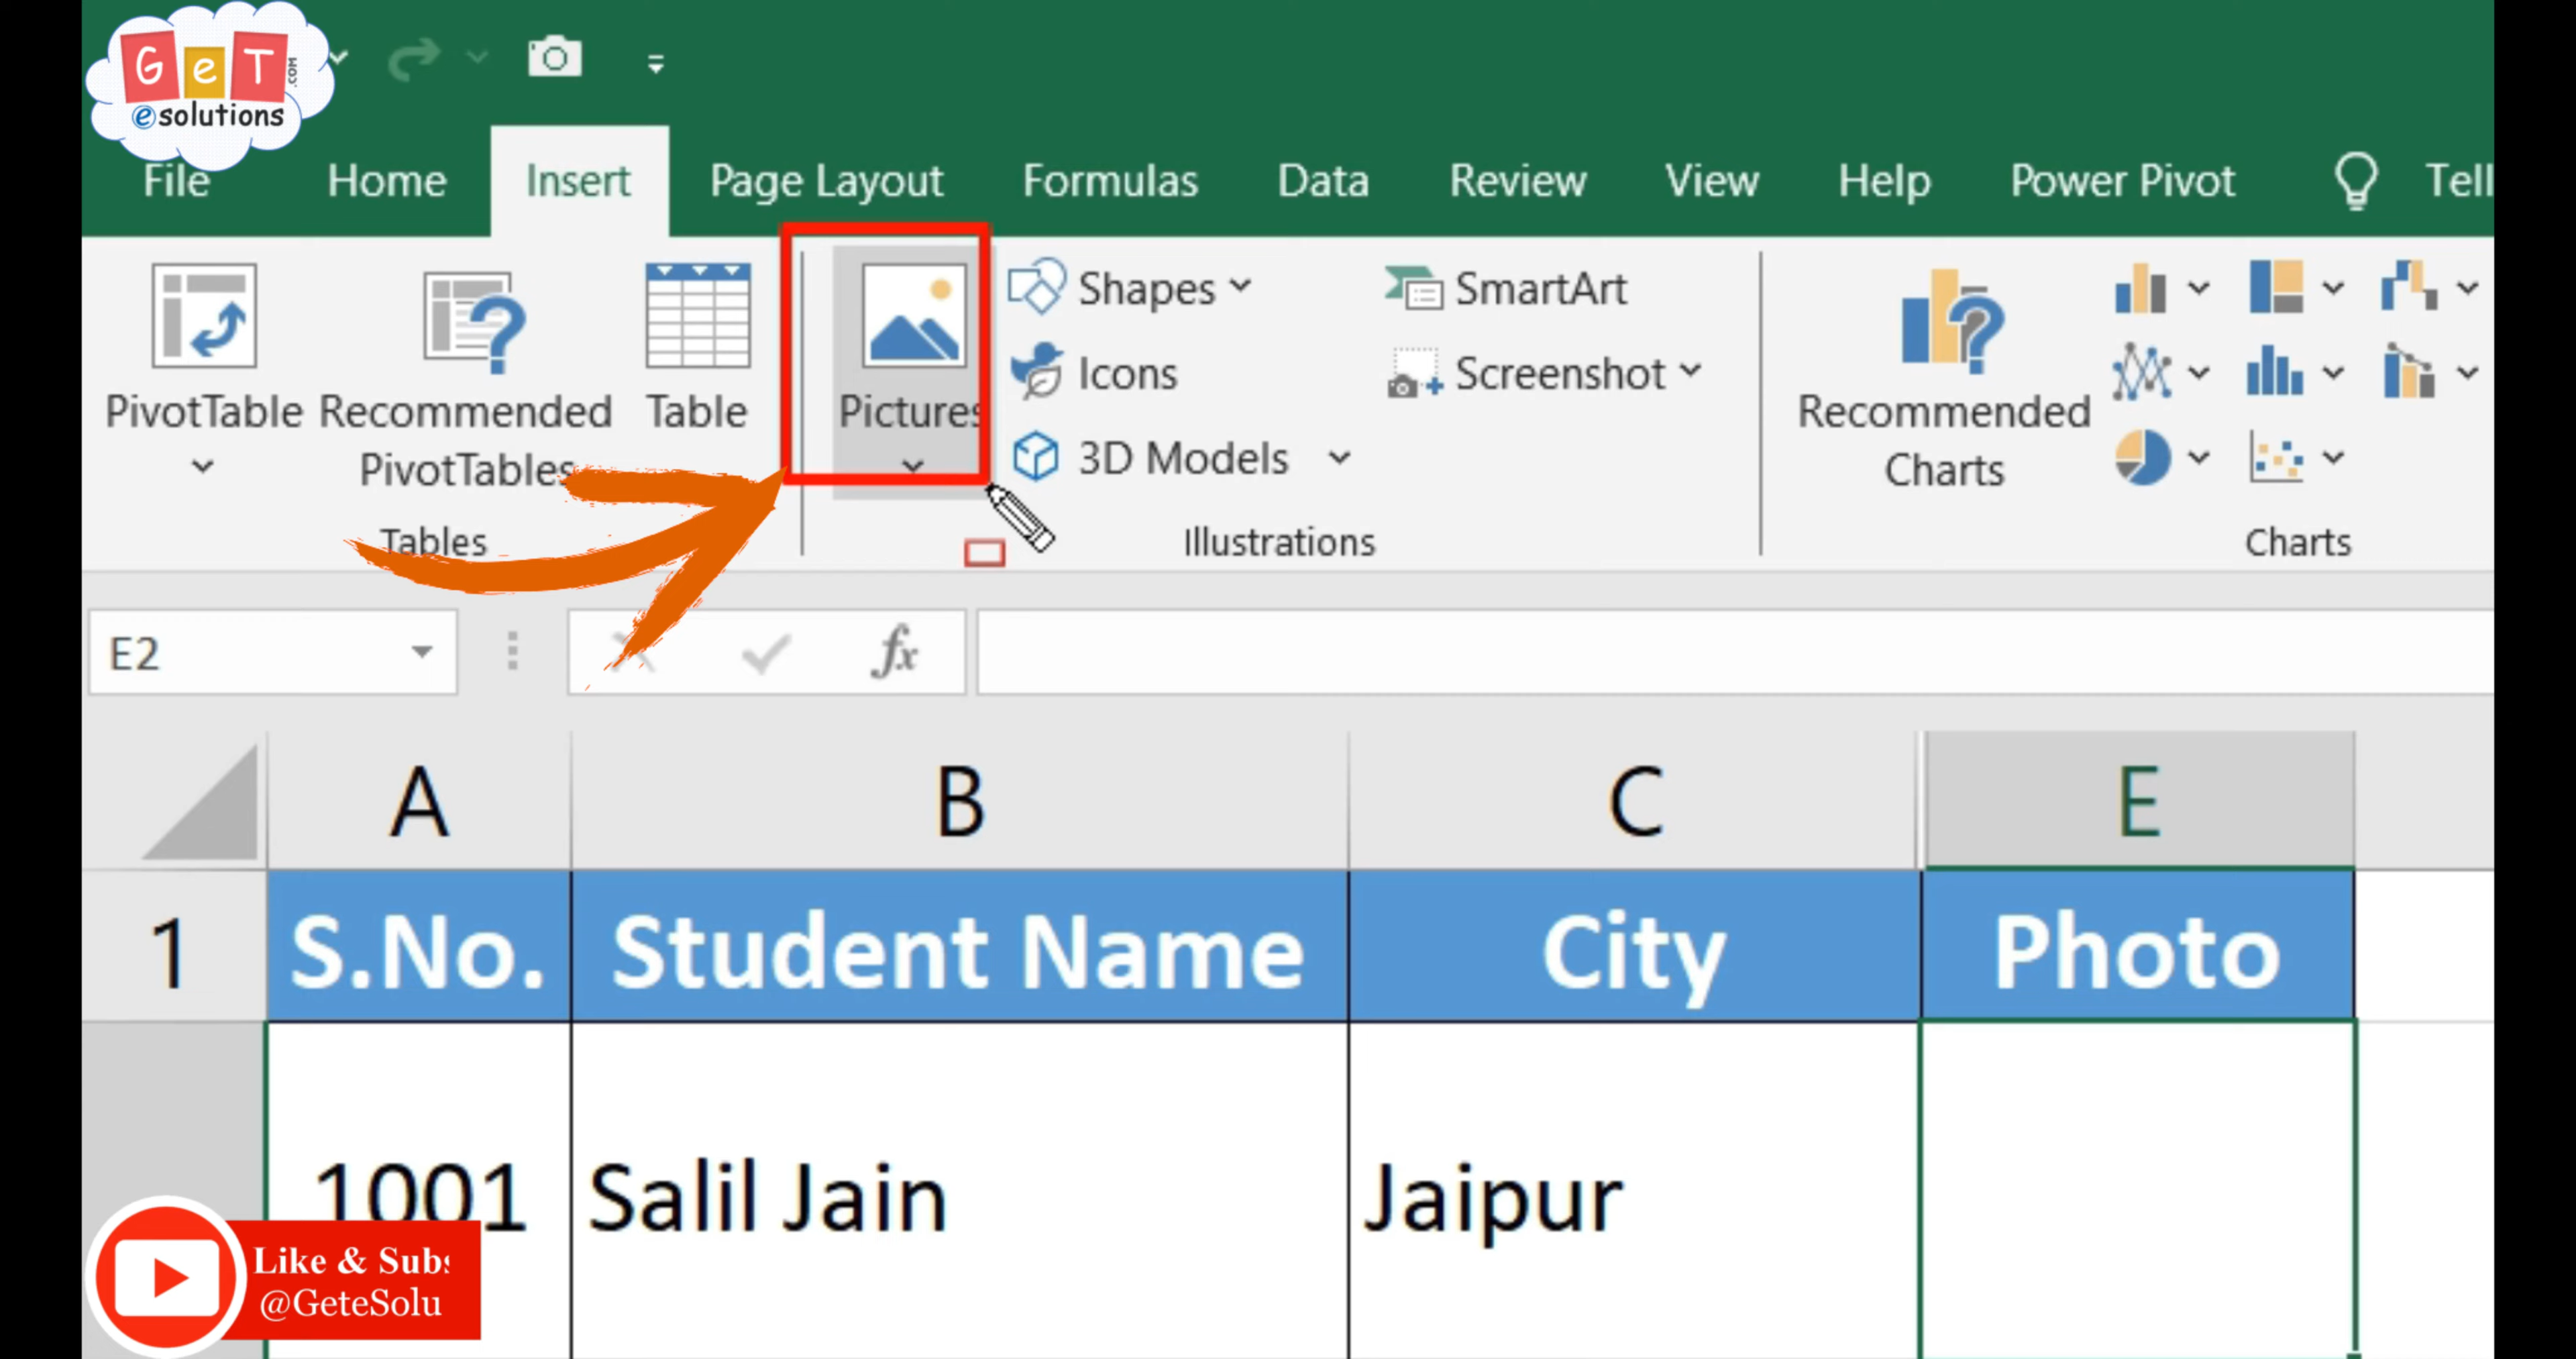 GeT.COM
esolutions
File Home Insert Page Layout Formulas Data Review View Help Power Pivot Tell
PivotTable Recommended PivotTables Table Pictures Shapes SmartArt Recommended Charts
Icons Screenshot
3D Models
Tables Illustrations Charts
E2 fx
A B C E
1 S.No. Student Name City Photo
1001 Salil Jain Jaipur
Like & Subs
@GeteSolu